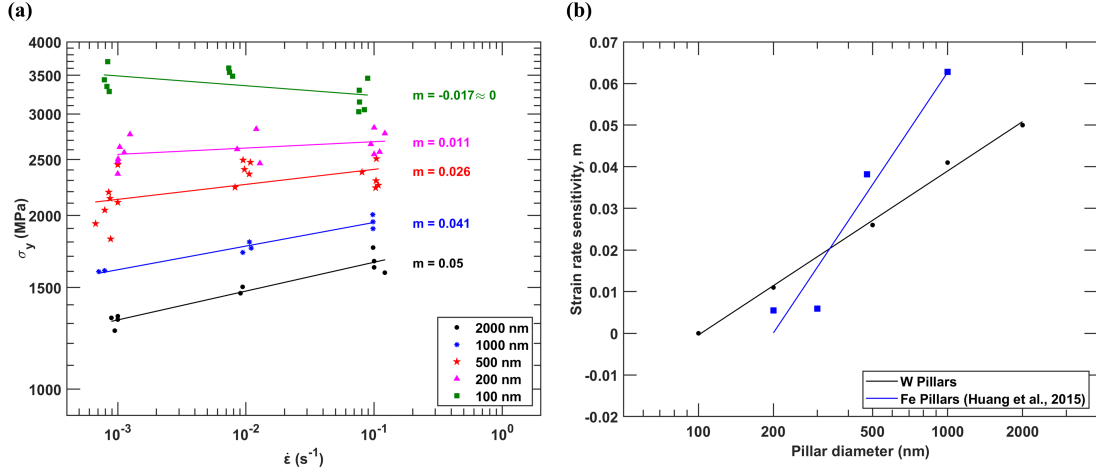 (a)
4000
3500
3000
2500
2000
1500
1000
σy (MPa)
10⁻³
10⁻²
10⁻¹
10⁰
ε̇ (s⁻¹)
m = -0.017≈ 0
m = 0.011
m = 0.026
m = 0.041
m = 0.05
2000 nm
1000 nm
500 nm
200 nm
100 nm
(b)
0.07
0.06
0.05
0.04
0.03
0.02
0.01
0
-0.01
-0.02
Strain rate sensitivity, m
100
200
500
1000
2000
Pillar diameter (nm)
W Pillars
Fe Pillars (Huang et al., 2015)